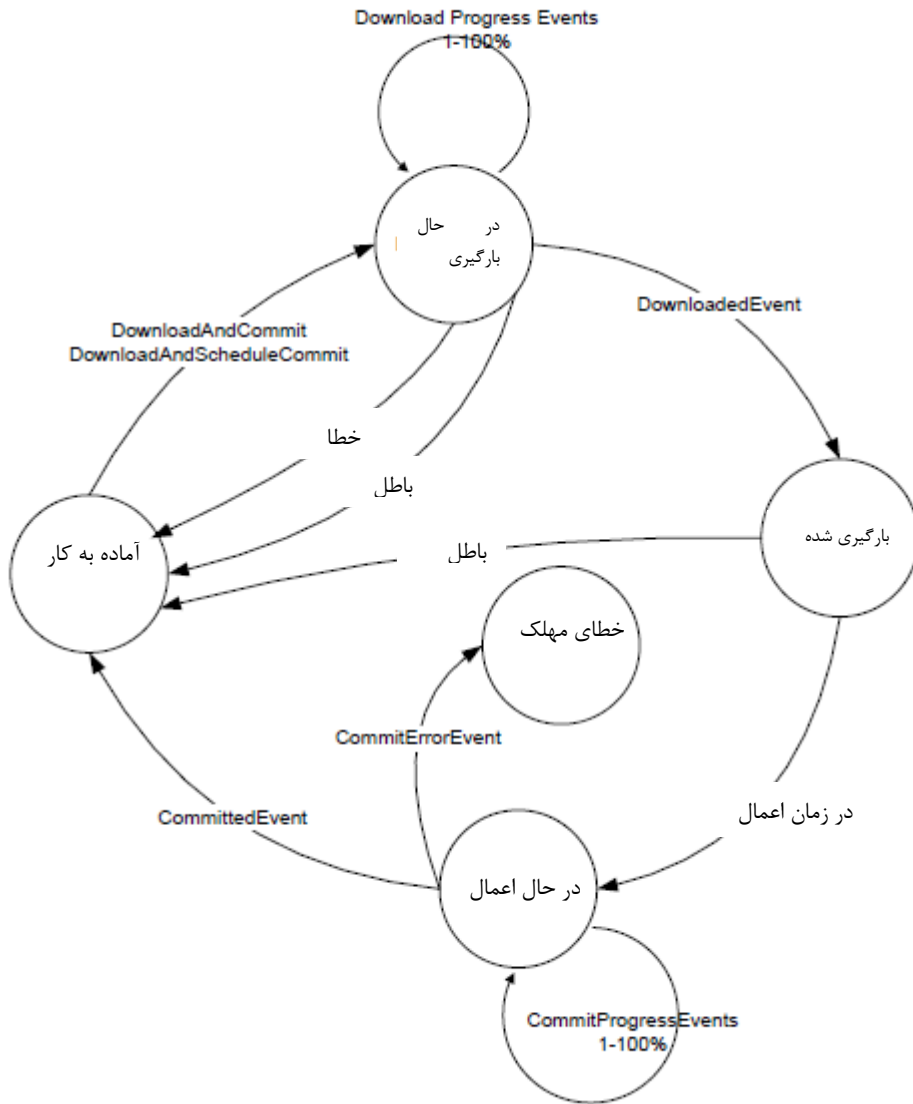 Download Progress Events
1-100%
در حال
بارگیری
DownloadedEvent
DownloadAndCommit
DownloadAndScheduleCommit
خطا
باطل
آماده به کار
باطل
بارگیری شده
خطای مهلک
CommitErrorEvent
CommittedEvent
در زمان اعمال
در حال اعمال
CommitProgressEvents
1-100%